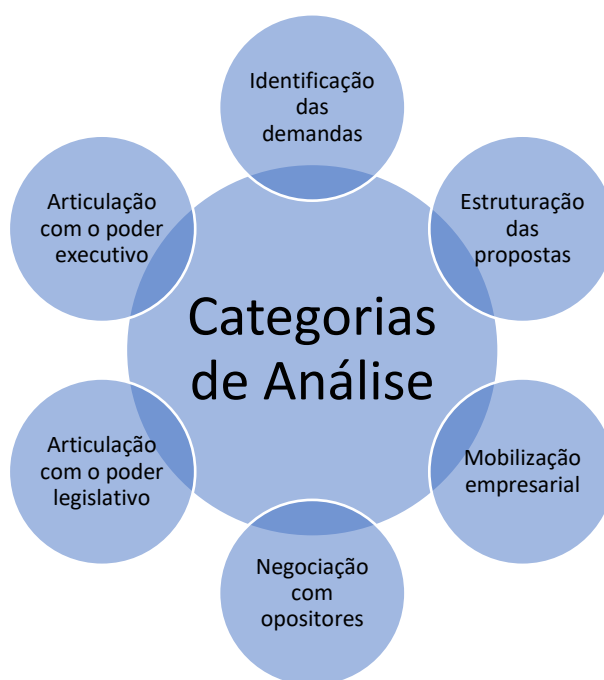 Identificação
das
demandas
Estruturação
das
propostas
Mobilização
empresarial
Negociação
com
opositores
Articulação
com o poder
legislativo
Articulação
com o poder
executivo
Categorias
de Análise